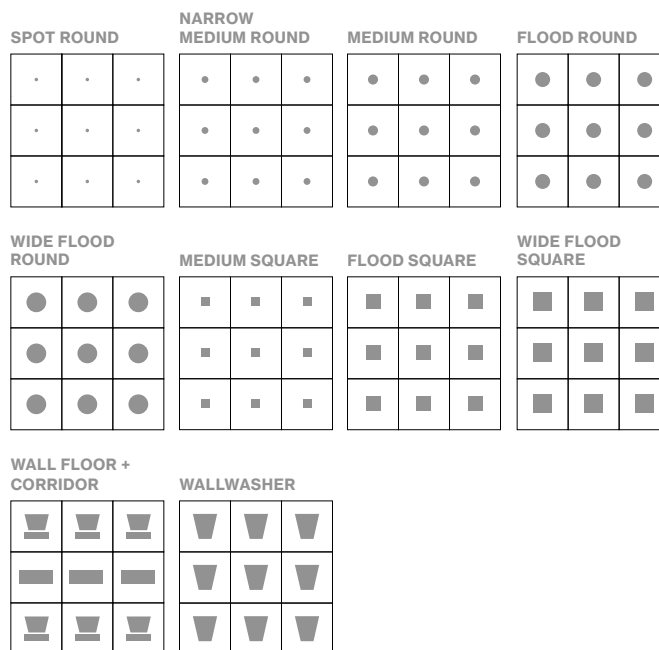 SPOT ROUND
NARROW
MEDIUM ROUND
MEDIUM ROUND
FLOOD ROUND
WIDE FLOOD
ROUND
MEDIUM SQUARE
FLOOD SQUARE
WIDE FLOOD
SQUARE
WALL FLOOR +
CORRIDOR
WALLWASHER